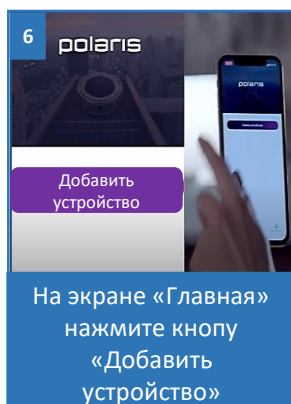 6
polaris
Добавить
устройство
polaris
На экране «Главная»
нажмите кнопу
«Добавить
устройство»